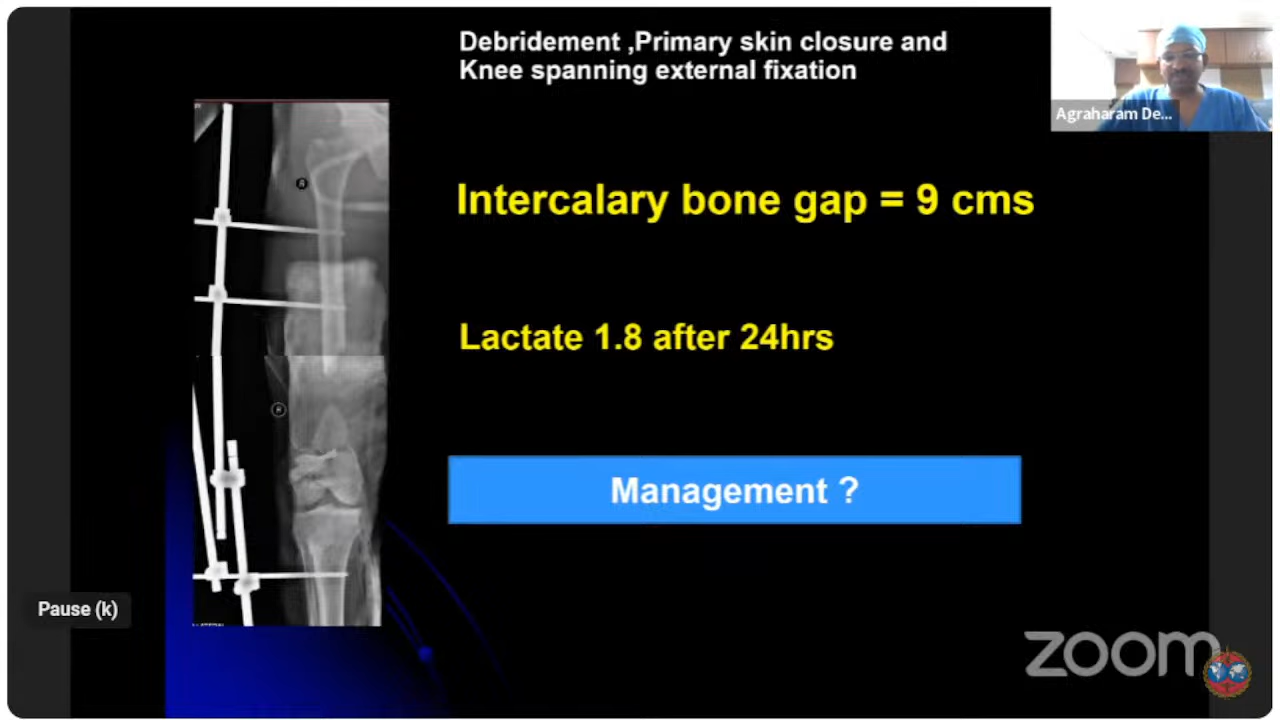 Debridement ,Primary skin closure and
Knee spanning external fixation
Agraharam De...
R
Intercalary bone gap = 9 cms
Lactate 1.8 after 24hrs
R
Management ?
Pause (k)
zoom